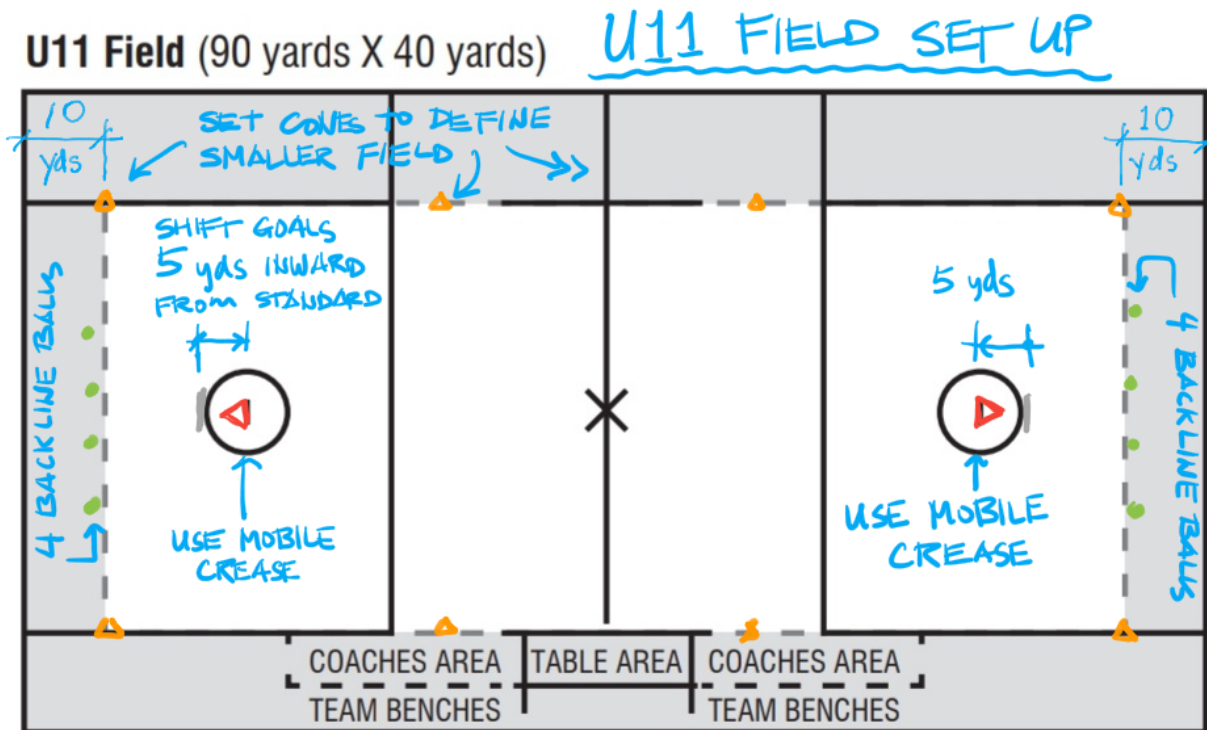 U11 Field (90 yards X 40 yards)
U11 FIELD SET UP
10
yds
SET CONES TO DEFINE
SMALLER FIELD
10
yds
SHIFT GOALS
5 yds INWARD
FROM STANDARD
5 yds
4 BACKLINE BALLS
4 BACKLINE BALLS
USE MOBILE
CREASE
USE MOBILE
CREASE
COACHES AREA
TABLE AREA
COACHES AREA
TEAM BENCHES
TEAM BENCHES